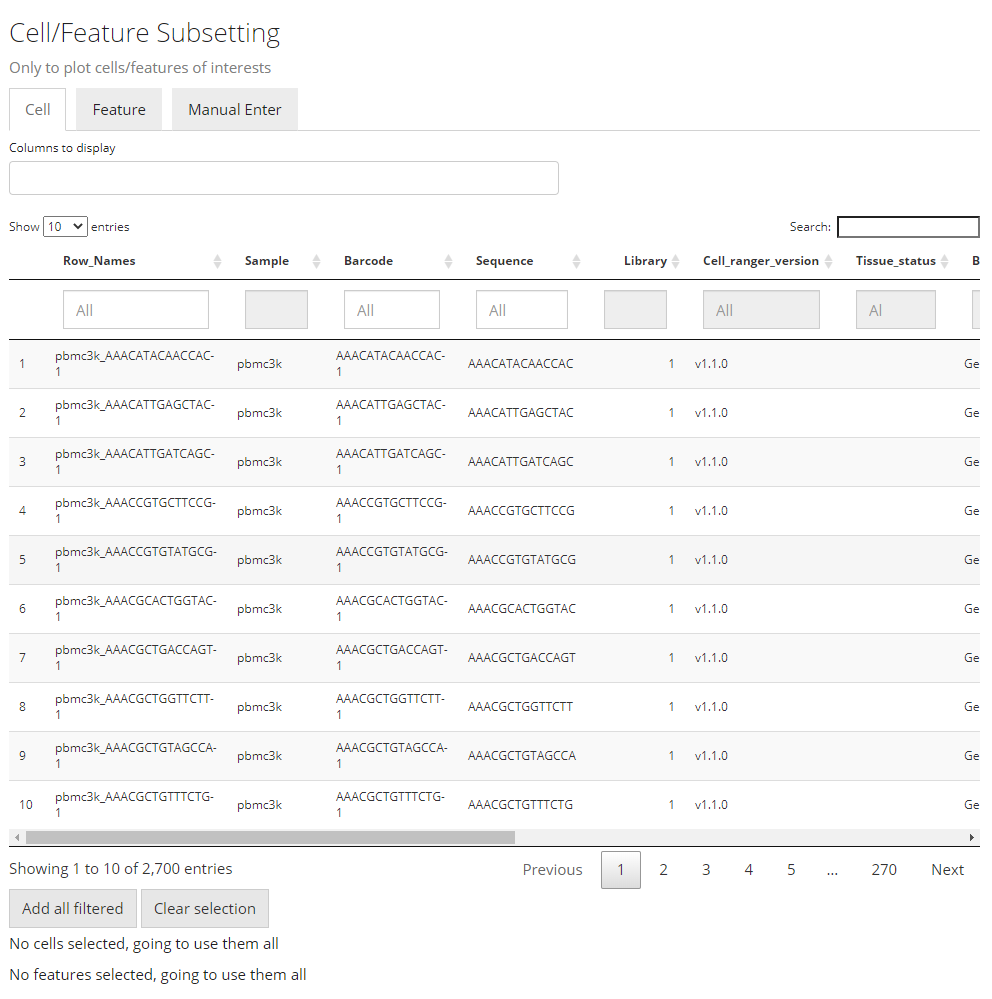 Cell/Feature Subsetting
Only to plot cells/features of interests
Cell Feature Manual Enter
Columns to display
Show 10 entries Search:
Row_Names Sample Barcode Sequence Library Cell_ranger_version Tissue_status B
All All All All Al
1 pbmc3k_AAACATACAACCAC-1 pbmc3k AAACATACAACCAC-1 AAACATACAACCAC 1 v1.1.0 Ge
2 pbmc3k_AAACATTGAGCTAC-1 pbmc3k AAACATTGAGCTAC-1 AAACATTGAGCTAC 1 v1.1.0 Ge
3 pbmc3k_AAACATTGATCAGC-1 pbmc3k AAACATTGATCAGC-1 AAACATTGATCAGC 1 v1.1.0 Ge
4 pbmc3k_AAACCGTGCTTCCG-1 pbmc3k AAACCGTGCTTCCG-1 AAACCGTGCTTCCG 1 v1.1.0 Ge
5 pbmc3k_AAACCGTGTATGCG-1 pbmc3k AAACCGTGTATGCG-1 AAACCGTGTATGCG 1 v1.1.0 Ge
6 pbmc3k_AAACGCACTGGTAC-1 pbmc3k AAACGCACTGGTAC-1 AAACGCACTGGTAC 1 v1.1.0 Ge
7 pbmc3k_AAACGCTGACCAGT-1 pbmc3k AAACGCTGACCAGT-1 AAACGCTGACCAGT 1 v1.1.0 Ge
8 pbmc3k_AAACGCTGGTTCTT-1 pbmc3k AAACGCTGGTTCTT-1 AAACGCTGGTTCTT 1 v1.1.0 Ge
9 pbmc3k_AAACGCTGTAGCCA-1 pbmc3k AAACGCTGTAGCCA-1 AAACGCTGTAGCCA 1 v1.1.0 Ge
10 pbmc3k_AAACGCTGTTTCTG-1 pbmc3k AAACGCTGTTTCTG-1 AAACGCTGTTTCTG 1 v1.1.0 Ge
Showing 1 to 10 of 2,700 entries Previous 1 2 3 4 5 ... 270 Next
Add all filtered Clear selection
No cells selected, going to use them all
No features selected, going to use them all